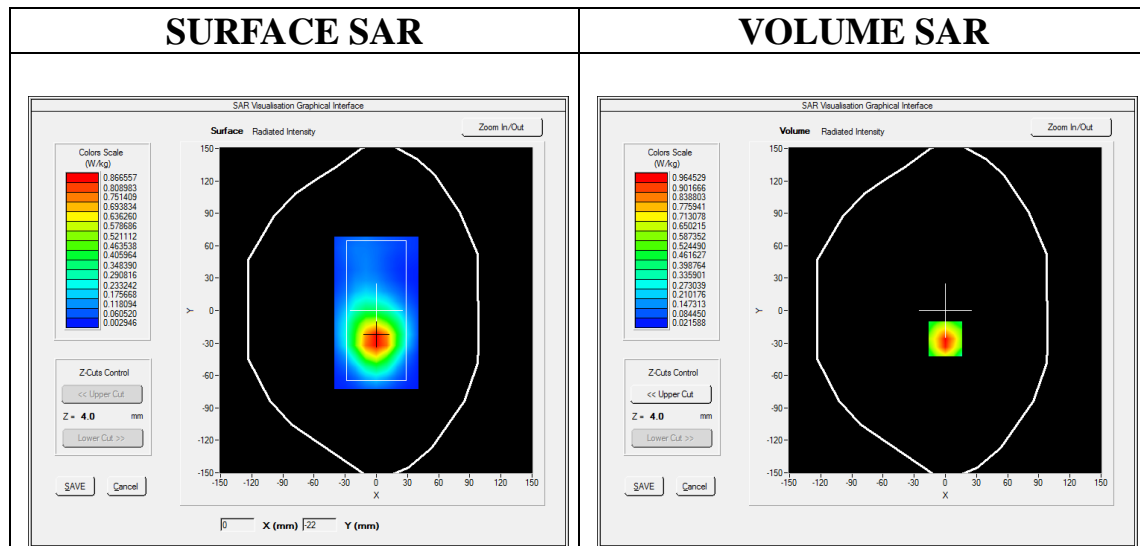 SURFACE SAR
VOLUME SAR
SAR Visualisation Graphical Interface
Surface Radiated Intensity
Zoom In/Out
Colors Scale
(W/kg)
0.866557
0.808983
0.751409
0.693834
0.636260
0.578686
0.521112
0.463538
0.405964
0.348390
0.290816
0.233242
0.175668
0.118094
0.060520
0.002946
Z-Cuts Control
<< Upper Cut
Z = 4.0 mm
Lower Cut >>
SAVE Cancel
150
120
90
60
30
0
-30
-60
-90
-120
-150
Y
-150 -120 -90 -60 -30 0 30 60 90 120 150
X
0 X (mm) -22 Y (mm)
SAR Visualisation Graphical Interface
Volume Radiated Intensity
Zoom In/Out
Colors Scale
(W/kg)
0.964529
0.901666
0.838803
0.775941
0.713078
0.650215
0.587352
0.524490
0.461627
0.398764
0.335901
0.273039
0.210176
0.147313
0.084450
0.021588
Z-Cuts Control
<< Upper Cut
Z = 4.0 mm
Lower Cut >>
SAVE Cancel
150
120
90
60
30
0
-30
-60
-90
-120
-150
Y
-150 -120 -90 -60 -30 0 30 60 90 120 150
X